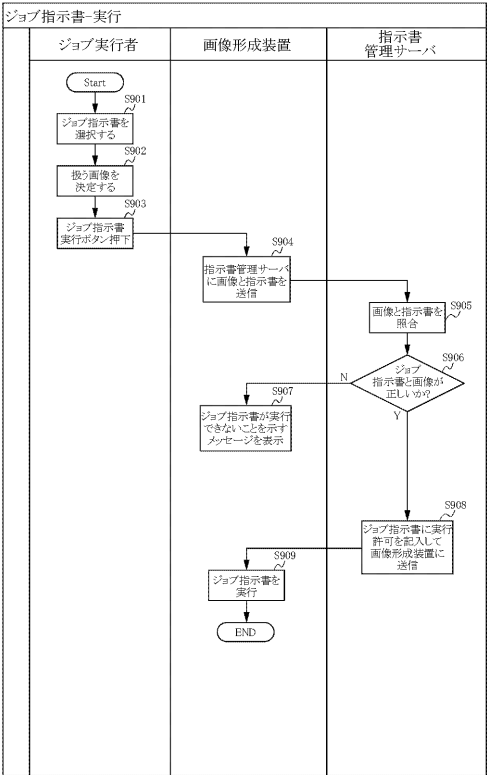 ジョブ指示書-実行
ジョブ実行者
画像形成装置
指示書
管理サーバ
Start
S901
ジョブ指示書を
選択する
S902
扱う画像を
決定する
S903
ジョブ指示書
実行ボタン押下
S904
指示書管理サーバ
に画像と指示書を
送信
S905
画像と指示書を
照合
S906
ジョブ
指示書と画像が
正しいか?
N
Y
S907
ジョブ指示書が実行
できないことを示す
メッセージを表示
S908
ジョブ指示書に実行
許可を記入して
画像形成装置に
送信
S909
ジョブ指示書を
実行
END